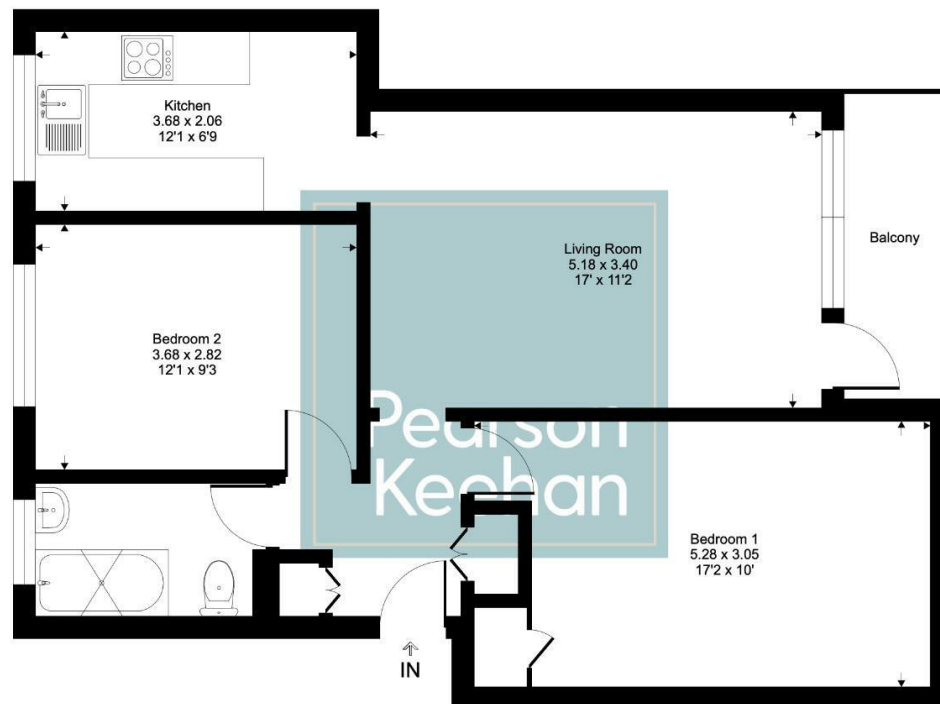 Kitchen
3.68 x 2.06
12'1 x 6'9
Living Room
5.18 x 3.40
17' x 11'2
Balcony
Bedroom 2
3.68 x 2.82
12'1 x 9'3
Pearson
Keehan
Bedroom 1
5.28 x 3.05
17'2 x 10'
IN